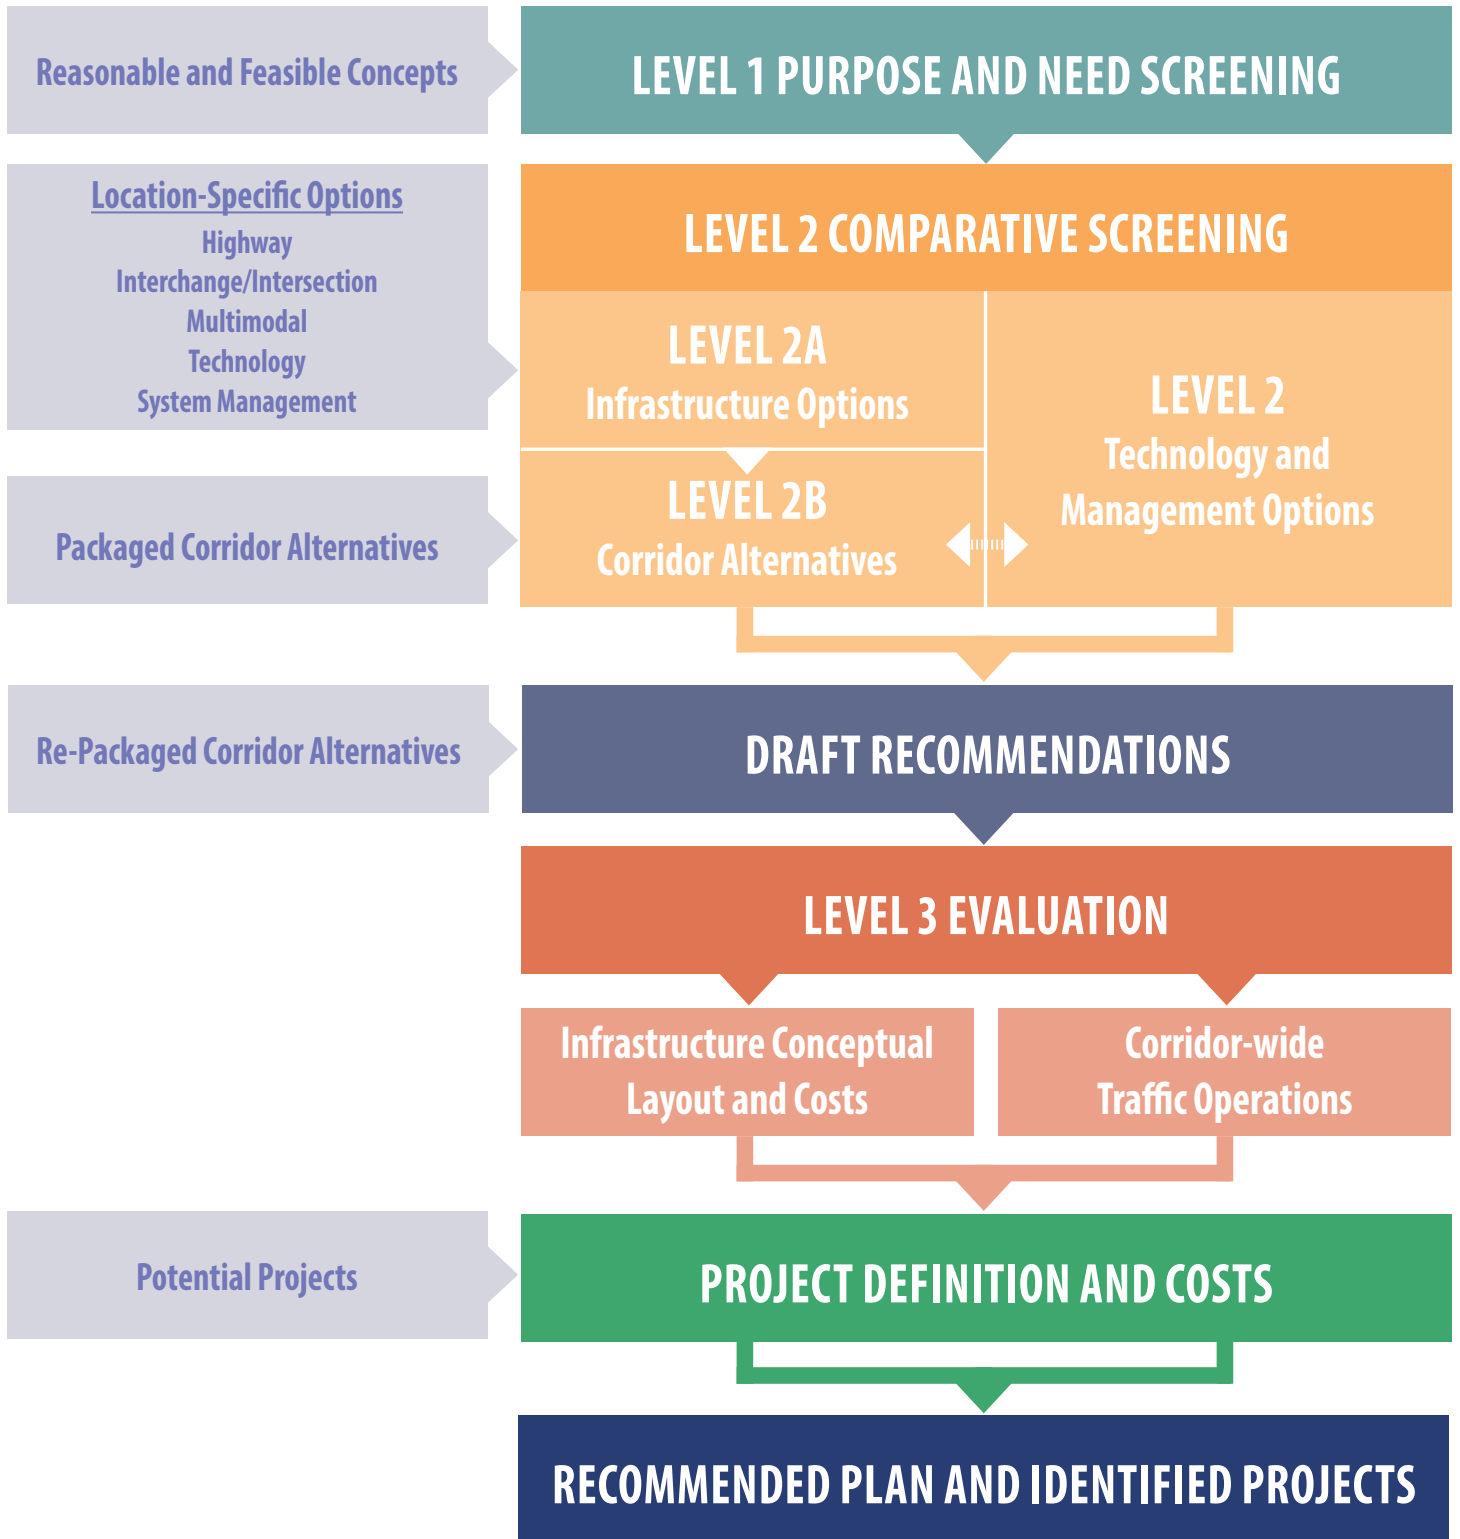 Reasonable and Feasible Concepts
LEVEL 1 PURPOSE AND NEED SCREENING
Location-Specific Options
Highway
Interchange/Intersection
Multimodal
Technology
System Management
LEVEL 2 COMPARATIVE SCREENING
LEVEL 2A
Infrastructure Options
LEVEL 2
Technology and
Management Options
Packaged Corridor Alternatives
LEVEL 2B
Corridor Alternatives
Re-Packaged Corridor Alternatives
DRAFT RECOMMENDATIONS
LEVEL 3 EVALUATION
Infrastructure Conceptual
Layout and Costs
Corridor-wide
Traffic Operations
Potential Projects
PROJECT DEFINITION AND COSTS
RECOMMENDED PLAN AND IDENTIFIED PROJECTS